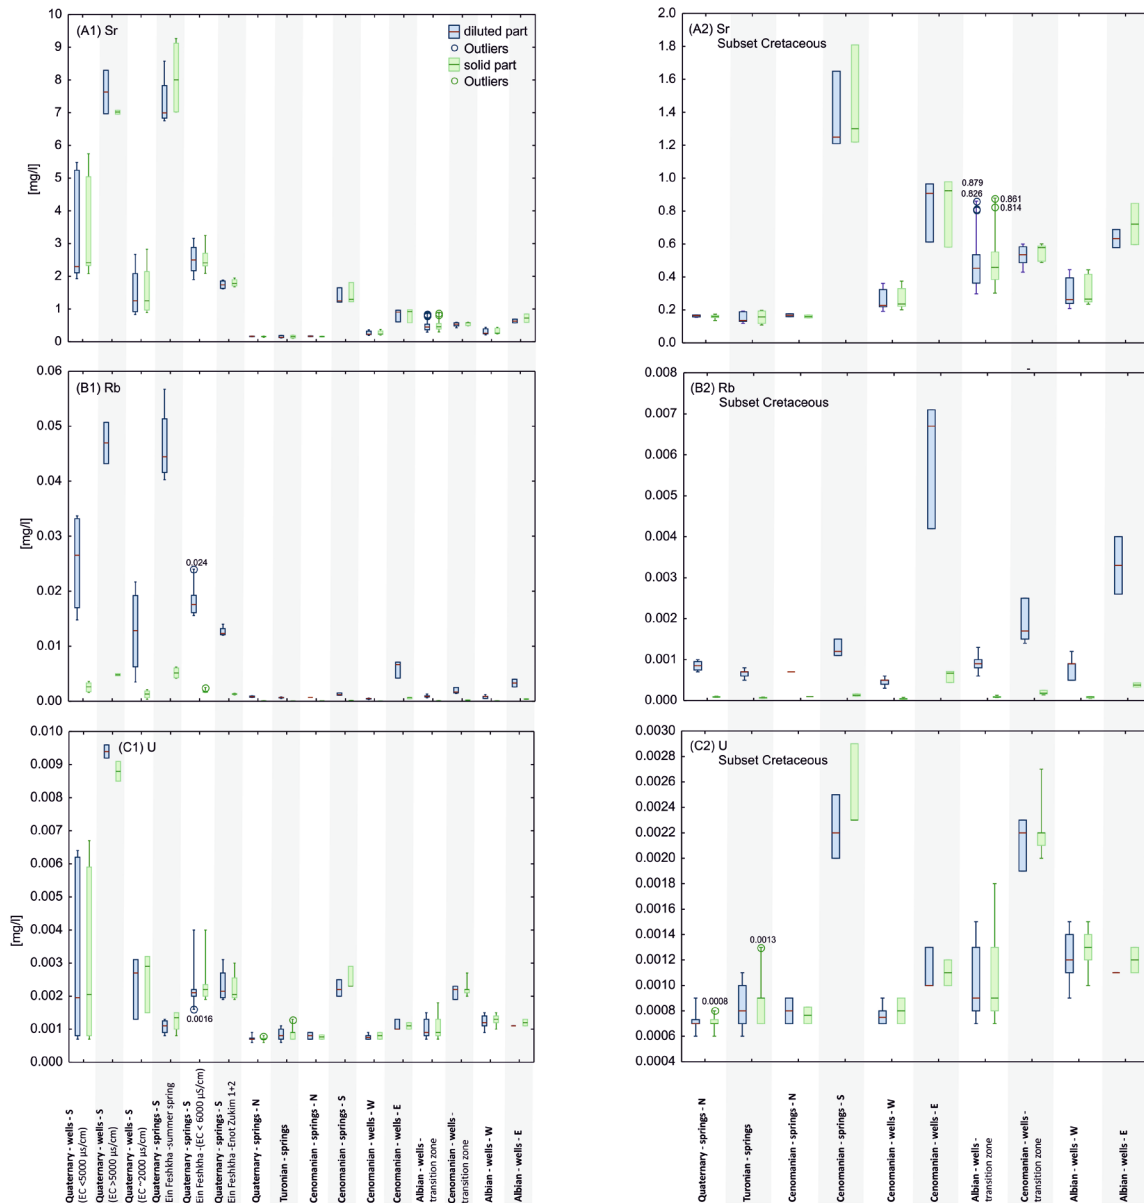 (A1) Sr
diluted part
Outliers
solid part
Outliers
[mg/l]
10
9
8
7
6
5
4
3
2
1
0
(A2) Sr
Subset Cretaceous
2.0
1.8
1.6
1.4
1.2
1.0
0.8
0.6
0.4
0.2
0.0
0.879
0.826
0.861
0.814
(B1) Rb
[mg/l]
0.06
0.05
0.04
0.03
0.02
0.01
0.00
0.024
(B2) Rb
Subset Cretaceous
0.008
0.007
0.006
0.005
0.004
0.003
0.002
0.001
0.000
(C1) U
[mg/l]
0.010
0.009
0.008
0.007
0.006
0.005
0.004
0.003
0.002
0.001
0.000
0.0016
(C2) U
Subset Cretaceous
0.0030
0.0028
0.0026
0.0024
0.0022
0.0020
0.0018
0.0016
0.0014
0.0012
0.0010
0.0008
0.0006
0.0004
0.0008
0.0013
Quaternary - wells - S
(EC <5000 µS/cm)
Quaternary - wells - S
(EC >5000 µS/cm)
Quaternary - wells - S
(EC ~2000 µS/cm)
Quaternary - springs - S
Ein Feshkha -summer spring
Quaternary - springs - S
Ein Feshkha -(EC < 6000 µS/cm)
Quaternary - springs - S
Ein Feshkha -Enot Zukim 1+2
Quaternary - springs - N
Turonian - springs
Cenomanian - springs - N
Cenomanian - springs - S
Cenomanian - wells - W
Cenomanian - wells - E
Albian - wells -
transition zone
Cenomanian - wells -
transition zone
Albian - wells - W
Albian - wells - E
Quaternary - springs - N
Turonian - springs
Cenomanian - springs - N
Cenomanian - springs - S
Cenomanian - wells - W
Cenomanian - wells - E
Albian - wells -
transition zone
Cenomanian - wells -
transition zone
Albian - wells - W
Albian - wells - E